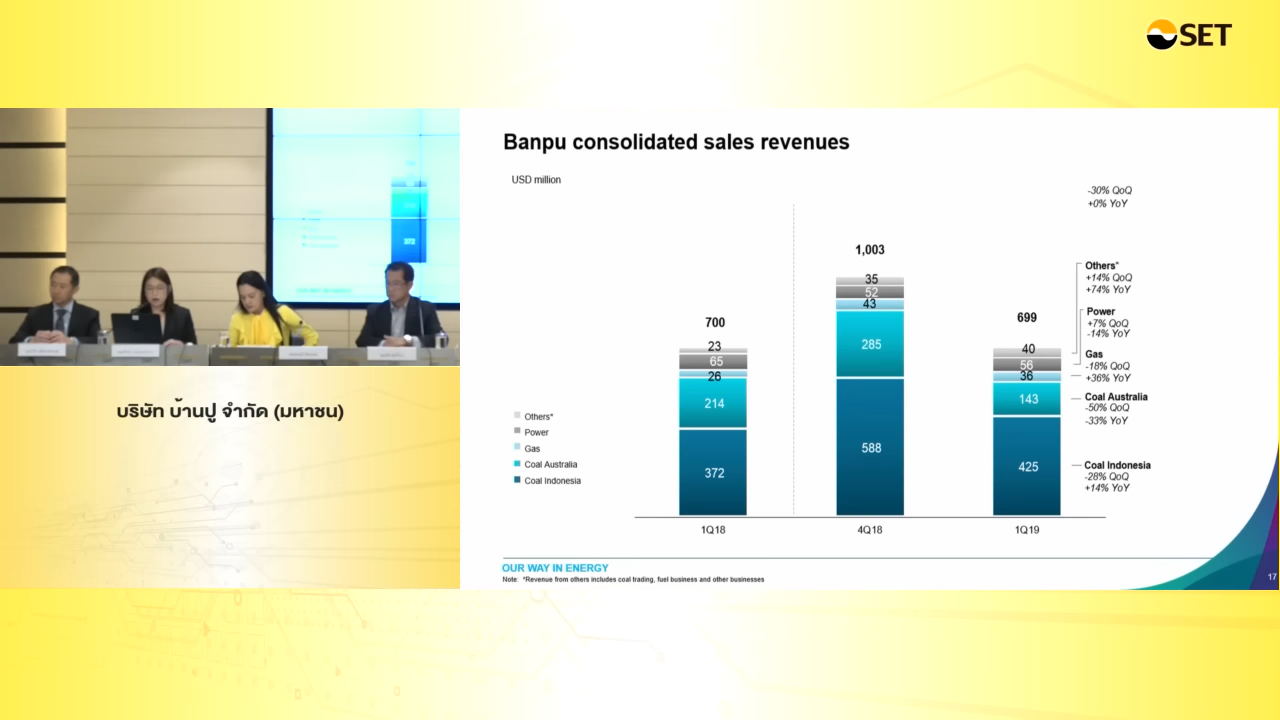 SET
Banpu consolidated sales revenues
USD million
-30% QoQ
+0% YoY
1,003
700
699
35
52
43
285
588
23
65
26
214
372
40
56
36
143
425
Others*
+14% QoQ
+74% YoY
Power
+7% QoQ
-14% YoY
Gas
-18% QoQ
+36% YoY
Coal Australia
-50% QoQ
-33% YoY
Coal Indonesia
-28% QoQ
+14% YoY
Others*
Power
Gas
Coal Australia
Coal Indonesia
1Q18
4Q18
1Q19
OUR WAY IN ENERGY
Note: *Revenue from others includes coal trading, fuel business and other businesses
17
372
บริษัท บ้านปู จำกัด (มหาชน)